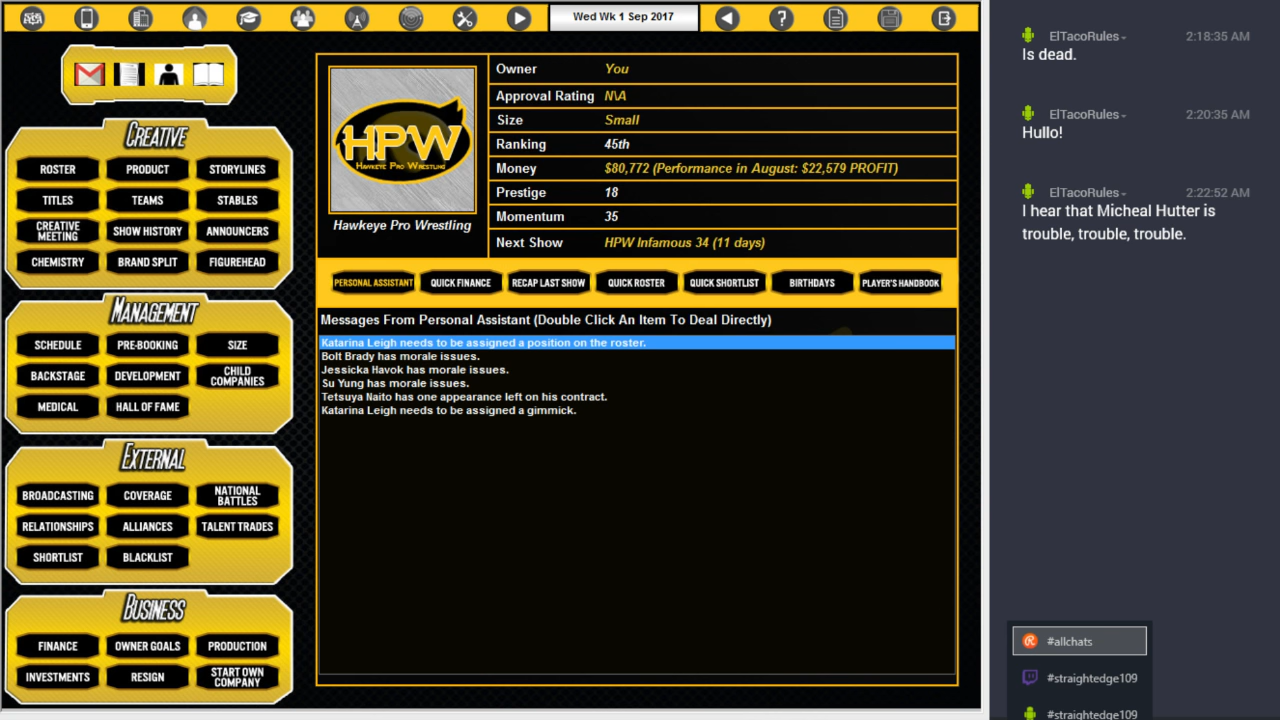 Wed Wk 1 Sep 2017
CREATIVE
ROSTER
PRODUCT
STORYLINES
TITLES
TEAMS
STABLES
CREATIVE MEETING
SHOW HISTORY
ANNOUNCERS
CHEMISTRY
BRAND SPLIT
FIGUREHEAD
MANAGEMENT
SCHEDULE
PRE-BOOKING
SIZE
BACKSTAGE
DEVELOPMENT
CHILD COMPANIES
MEDICAL
HALL OF FAME
EXTERNAL
BROADCASTING
COVERAGE
NATIONAL BATTLES
RELATIONSHIPS
ALLIANCES
TALENT TRADES
SHORTLIST
BLACKLIST
BUSINESS
FINANCE
OWNER GOALS
PRODUCTION
INVESTMENTS
RESIGN
START OWN COMPANY
HPW
HAWKEYE PRO WRESTLING
Hawkeye Pro Wrestling
Owner You
Approval Rating N\A
Size Small
Ranking 45th
Money $80,772 (Performance in August: $22,579 PROFIT)
Prestige 18
Momentum 35
Next Show HPW Infamous 34 (11 days)
PERSONAL ASSISTANT
QUICK FINANCE
RECAP LAST SHOW
QUICK ROSTER
QUICK SHORTLIST
BIRTHDAYS
PLAYER'S HANDBOOK
Messages From Personal Assistant (Double Click An Item To Deal Directly)
Katarina Leigh needs to be assigned a position on the roster.
Bolt Brady has morale issues.
Jessicka Havok has morale issues.
Su Yung has morale issues.
Tetsuya Naito has one appearance left on his contract.
Katarina Leigh needs to be assigned a gimmick.
ElTacoRules 2:18:35 AM
Is dead.
ElTacoRules 2:20:35 AM
Hullo!
ElTacoRules 2:22:52 AM
I hear that Micheal Hutter is
trouble, trouble, trouble.
#allchats
#straightedge109
#straightedge109